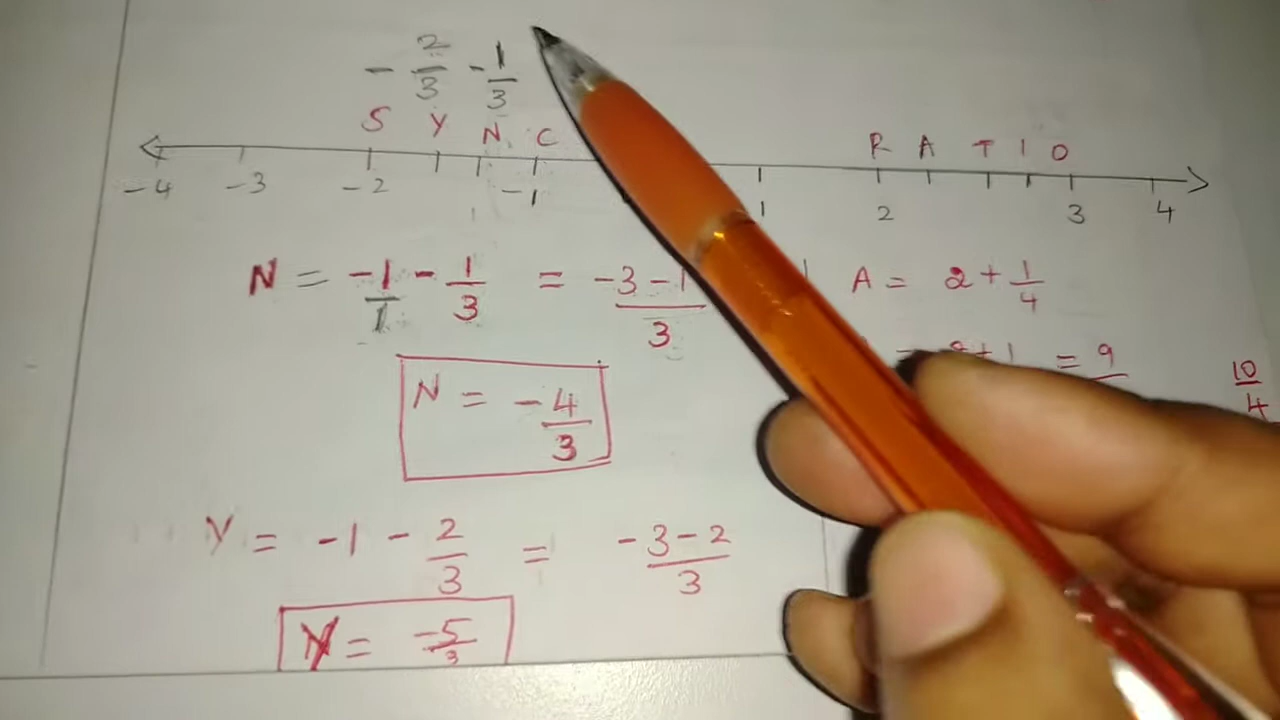 - 2/3 - 1/3
S Y N C R A T I O
-4 -3 -2 -1 1 2 3 4
N = -1/1 - 1/3 = -3-1/3
A = 2 + 1/4
= 9
10/4
N = -4/3
Y = -1 - 2/3 = -3-2/3
Y = -5/3